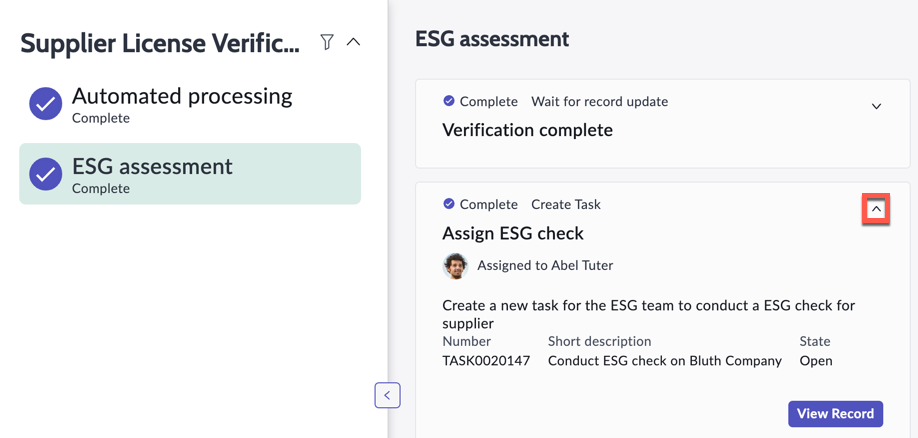 Supplier License Verific...
Automated processing
Complete
ESG assessment
Complete
ESG assessment
Complete Wait for record update
Verification complete
Complete Create Task
Assign ESG check
Assigned to Abel Tuter
Create a new task for the ESG team to conduct a ESG check for
supplier
Number Short description State
TASK0020147 Conduct ESG check on Bluth Company Open
View Record